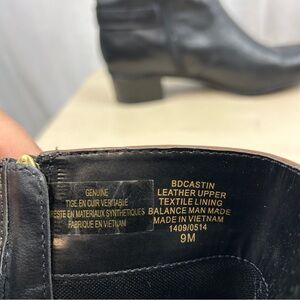 GENUINE
TIGE.EN CUIR VERITABLE
RESTE EN MATERIAUX SYNTHETIQUES
FABRIQUE EN VIETNAM
BDCASTIN
LEATHER UPPER
TEXTILE LINING
BALANCE MAN MADE
MADE IN VIETNAM
1409/0514
9M